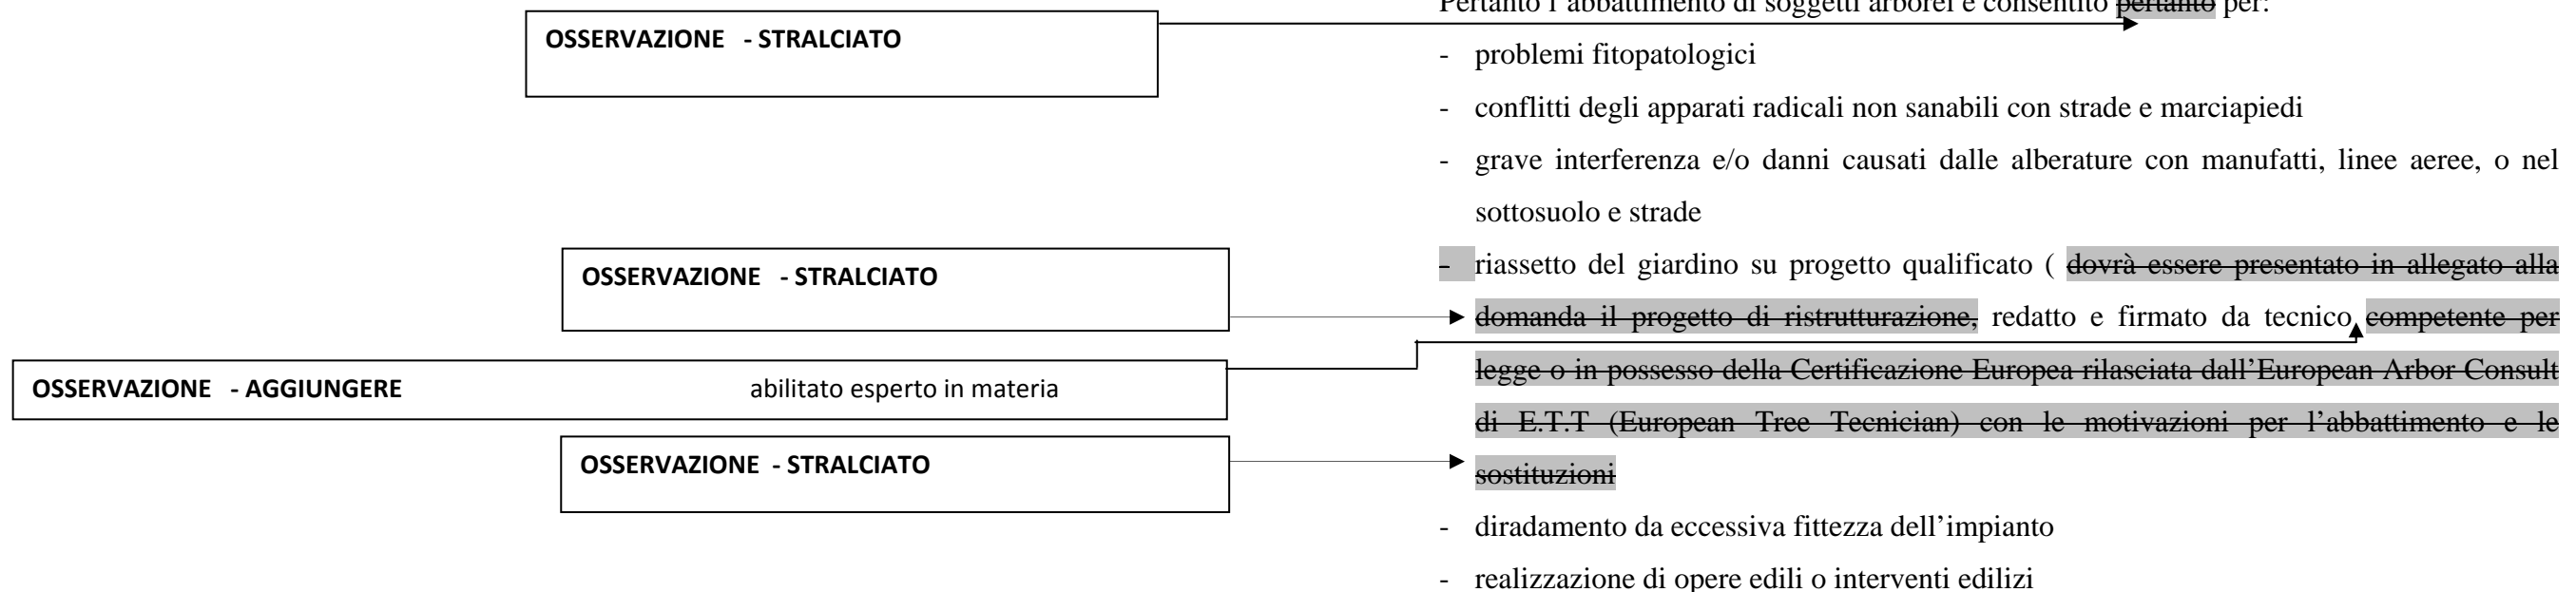 Pertanto l'abbattimento di soggetti arborei è consentito pertanto per:
OSSERVAZIONE - STRALCIATO
- problemi fitopatologici
- conflitti degli apparati radicali non sanabili con strade e marciapiedi
- grave interferenza e/o danni causati dalle alberature con manufatti, linee aeree, o nel
sottosuolo e strade
OSSERVAZIONE - STRALCIATO
- riassetto del giardino su progetto qualificato ( dovrà essere presentato in allegato alla
domanda il progetto di ristrutturazione, redatto e firmato da tecnico competente per
OSSERVAZIONE - AGGIUNGERE abilitato esperto in materia
legge o in possesso della Certificazione Europea rilasciata dall'European Arbor Consult
di E.T.T (European Tree Tecnician) con le motivazioni per l'abbattimento e le
OSSERVAZIONE - STRALCIATO
sostituzioni
- diradamento da eccessiva fittezza dell'impianto
- realizzazione di opere edili o interventi edilizi